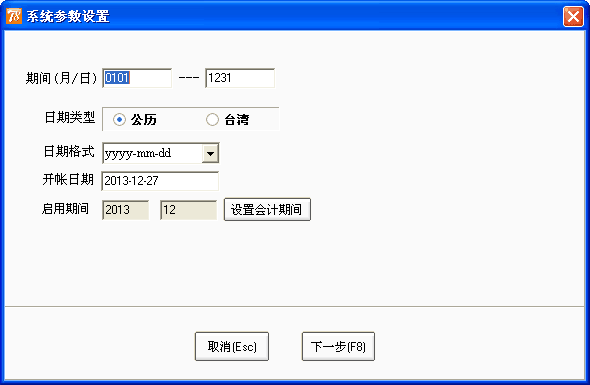 系统参数设置
期间(月/日) 0101 --- 1231
日期类型 公历 台湾
日期格式 yyyy-mm-dd
开帐日期 2013-12-27
启用期间 2013 12 设置会计期间
取消(Esc) 下一步(F8)